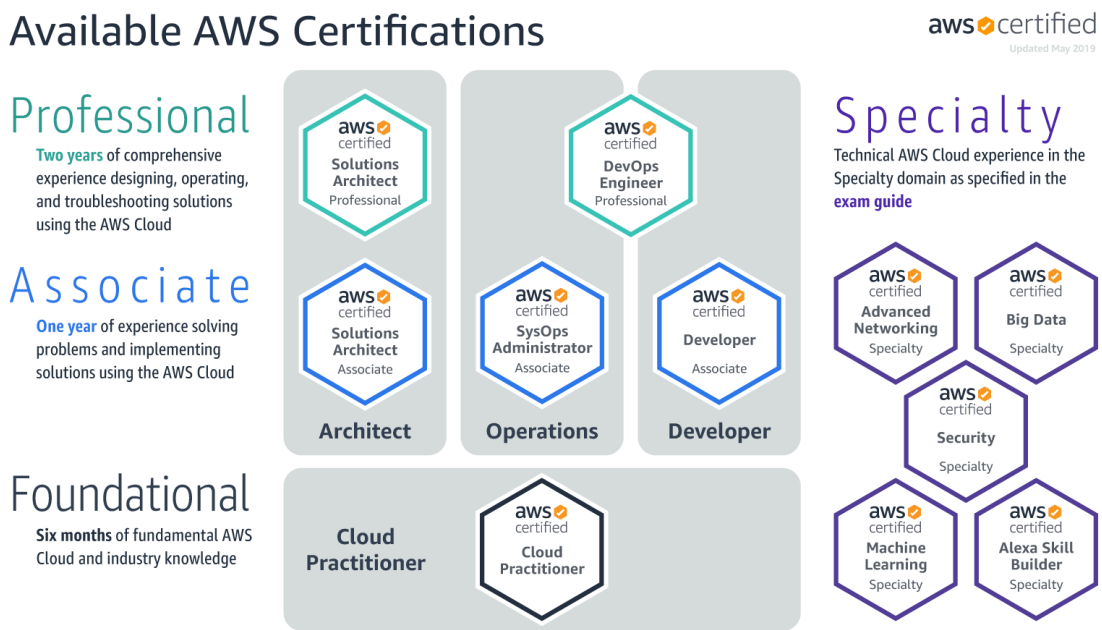 Available AWS Certifications
aws certified
Updated May 2019
Professional
Two years of comprehensive
experience designing, operating,
and troubleshooting solutions
using the AWS Cloud
aws
certified
Solutions
Architect
Professional
aws
certified
DevOps
Engineer
Professional
Specialty
Technical AWS Cloud experience in the
Specialty domain as specified in the
exam guide
Associate
One year of experience solving
problems and implementing
solutions using the AWS Cloud
aws
certified
Solutions
Architect
Associate
aws
certified
SysOps
Administrator
Associate
aws
certified
Developer
Associate
Architect
Operations
Developer
aws
certified
Advanced
Networking
Specialty
aws
certified
Big Data
Specialty
aws
certified
Security
Specialty
Foundational
Six months of fundamental AWS
Cloud and industry knowledge
Cloud
Practitioner
aws
certified
Cloud
Practitioner
aws
certified
Machine
Learning
Specialty
aws
certified
Alexa Skill
Builder
Specialty